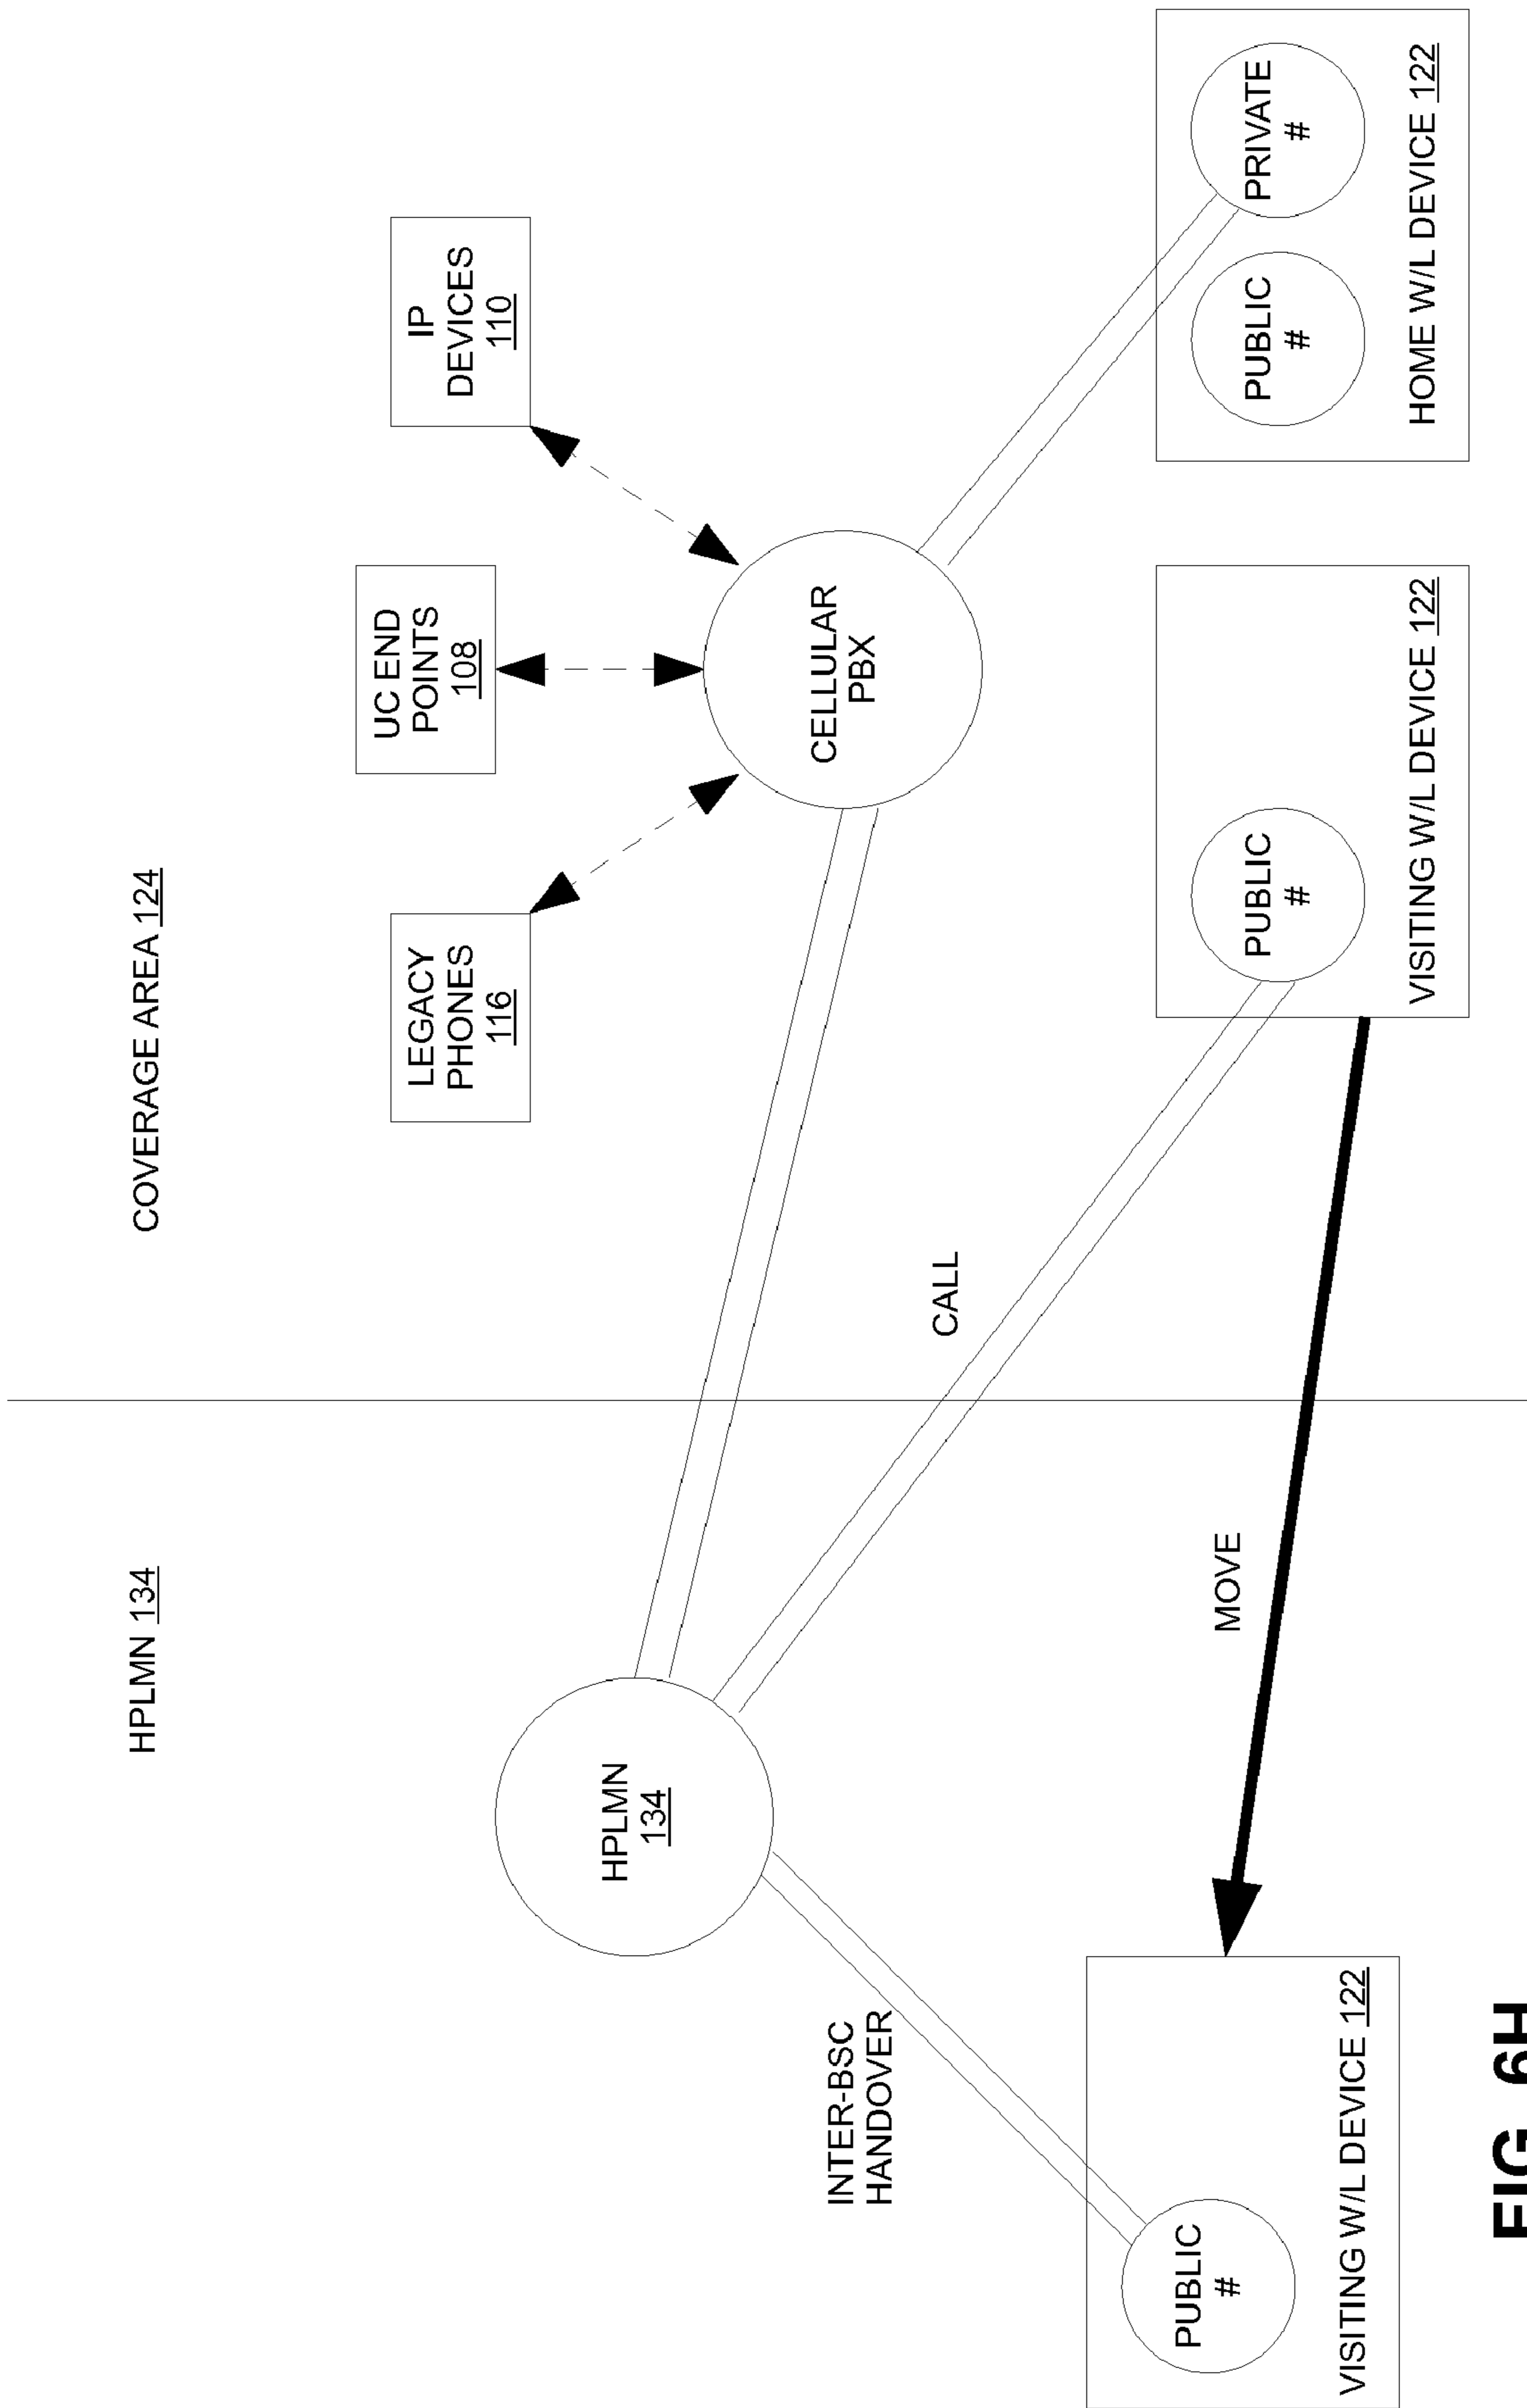 HPLMN 134
COVERAGE AREA 124
LEGACY
PHONES
116
UC END
POINTS
108
IP
DEVICES
110
HPLMN
134
CELLULAR
PBX
INTER-BSC
HANDOVER
CALL
MOVE
PUBLIC
#
VISITING W/L DEVICE 122
PUBLIC
#
VISITING W/L DEVICE 122
PUBLIC
#
PRIVATE
#
HOME W/L DEVICE 122
FIG 6H